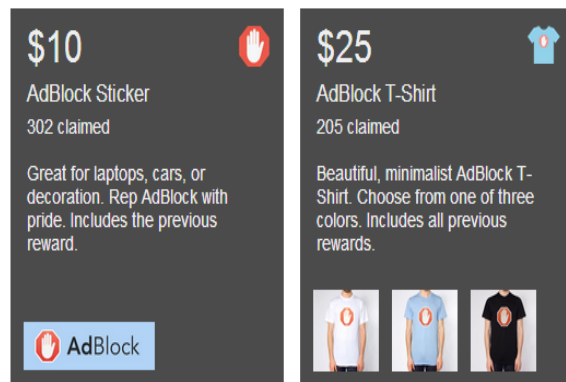 $10
AdBlock Sticker
302 claimed
Great for laptops, cars, or
decoration. Rep AdBlock with
pride. Includes the previous
reward.
AdBlock
$25
AdBlock T-Shirt
205 claimed
Beautiful, minimalist AdBlock T-
Shirt. Choose from one of three
colors. Includes all previous
rewards.